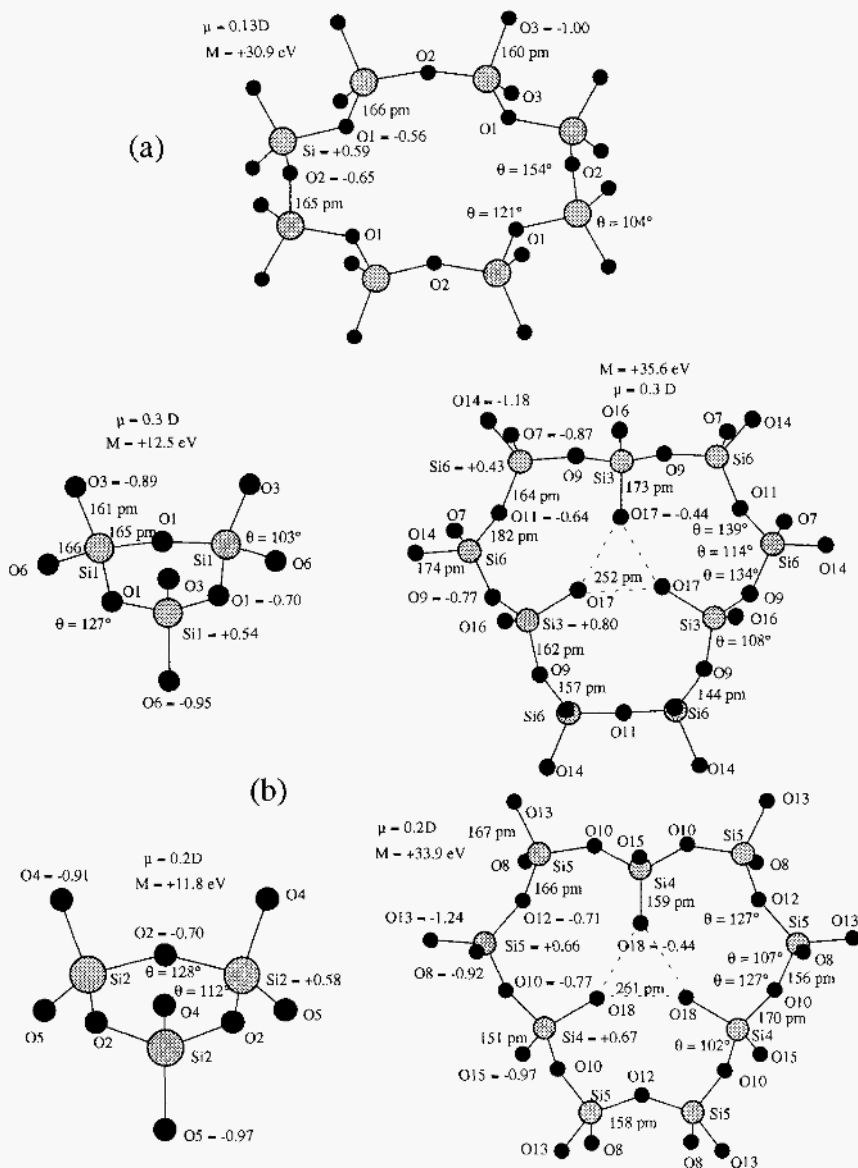 μ = 0.13D
M = +30.9 eV
O3 = -1.00
O2
160 pm
O3
166 pm
O1
O1 = -0.56
(a)
Si = +0.59
θ = 154°
O2
O2 = -0.65
165 pm
θ = 121°
θ = 104°
O1
O1
O2
M = +35.6 eV
μ = 0.3 D
O14 = -1.18
O16
O7
O14
μ = 0.3 D
M = +12.5 eV
O7 = -0.87
Si6 = +0.43
O9
Si3
O9
Si6
O3 = -0.89
O3
164 pm
173 pm
O11
161 pm
165 pm
O1
O7
O11 = -0.64
O17 = -0.44
θ = 139°
O7
166
θ = 103°
O14
182 pm
θ = 114°
Si1
Si1
O6
O6
174 pm
Si6
252 pm
θ = 134°
Si6
O14
O1
O3
O1 = -0.70
O9 = -0.77
O17
O17
O9
θ = 127°
Si1 = +0.54
O16
Si3 = +0.80
Si3
O16
162 pm
θ = 108°
O9
O9
O6 = -0.95
157 pm
144 pm
Si6
Si6
O11
O14
O14
(b)
O13
O13
μ = 0.2D
M = +33.9 eV
167 pm
O10
O15
O10
Si5
μ = 0.2D
M = +11.8 eV
O8
Si5
Si4
O8
O4 = -0.91
O4
166 pm
159 pm
O12
O2 = -0.70
O13 = -1.24
O12 = -0.71
θ = 127°
Si5
O13
O18 = -0.44
Si2
θ = 128°
Si2 = +0.58
Si5 = +0.66
θ = 107°
O8
O8 = -0.92
156 pm
θ = 112°
O10 = -0.77
261 pm
θ = 127°
O10
O5
O4
O5
O18
O18
170 pm
O2
O2
151 pm
Si4 = +0.67
Si4
Si2
θ = 102°
O15
O15 = -0.97
O10
O10
Si5
O12
Si5
O5 = -0.97
158 pm
O13
O8
O8
O13